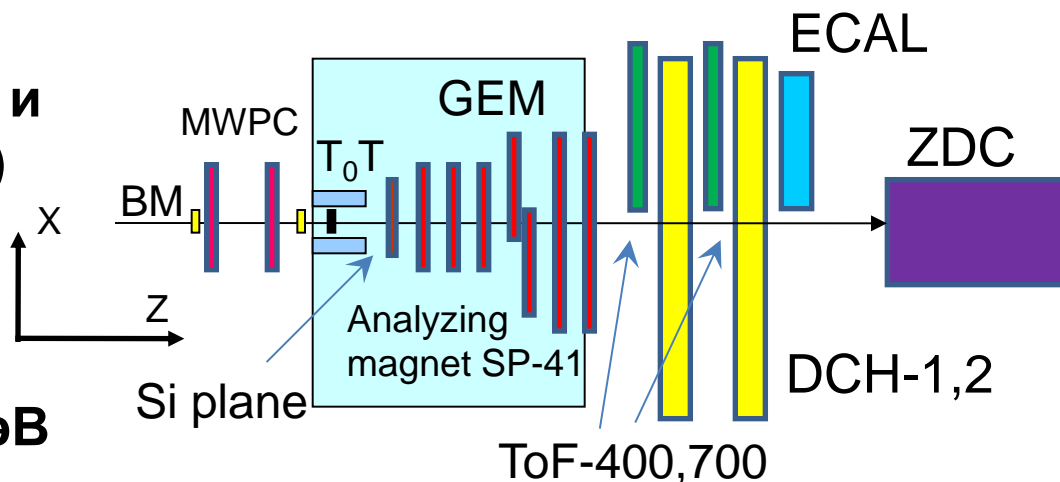 ECAL
и
GEM
MWPC
)
T₀T
ZDC
BM
X
Z
Analyzing
magnet SP-41
Si plane
DCH-1,2
эВ
ToF-400,700